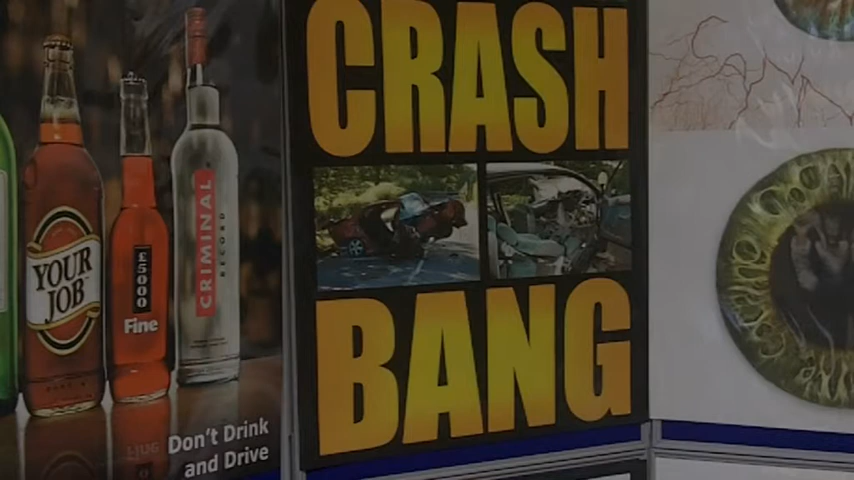 YOUR
JOB
£5000
Fine
CRIMINAL
RECORD
Don't Drink
and Drive
CRASH
BANG